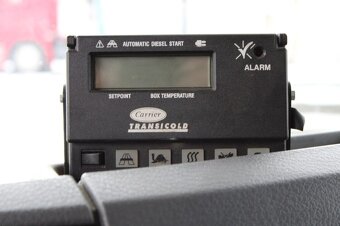 AUTOMATIC DIESEL START
ALARM
SETPOINT BOX TEMPERATURE
Carrier
TRANSICOLD